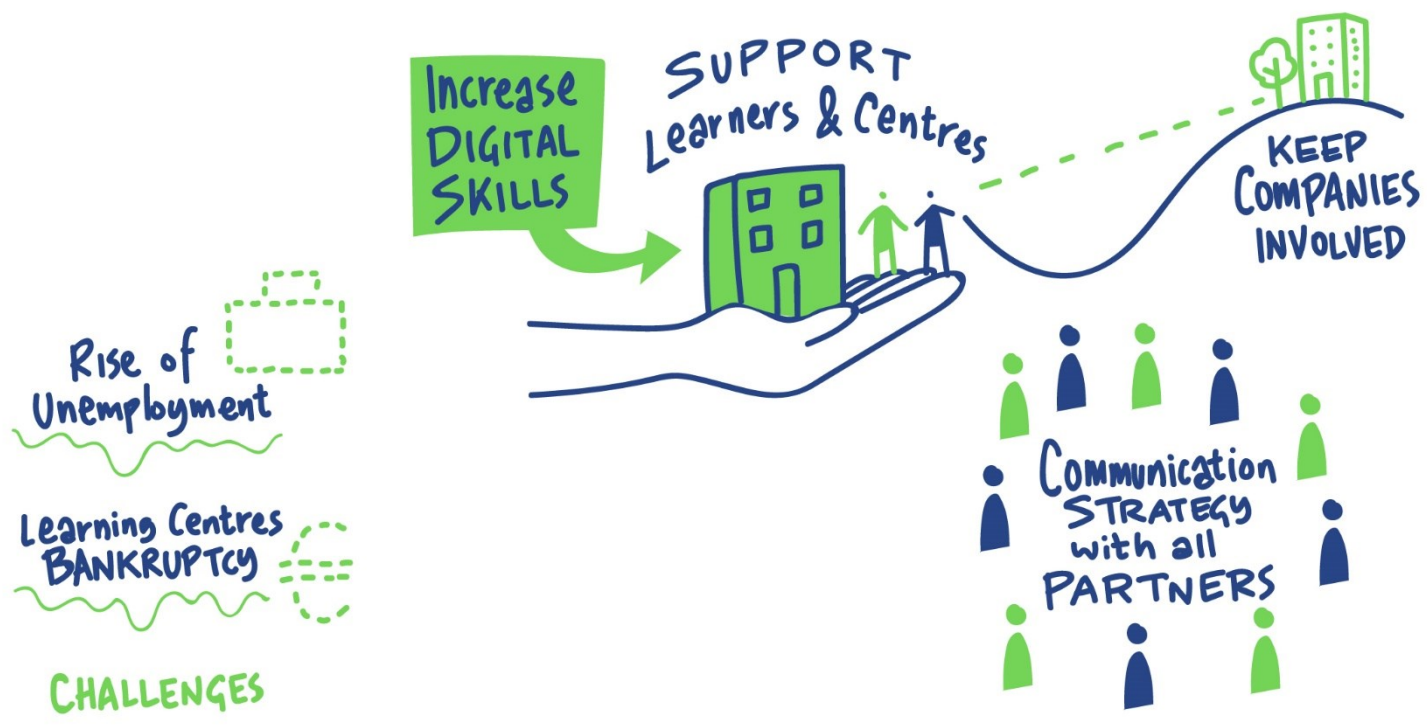 Increase
DIGITAL
SKILLS
SUPPORT
Learners & Centres
KEEP
COMPANIES
INVOLVED
Rise of
Unemployment
Learning Centres
BANKRUPTCY
CHALLENGES
Communication
STRATEGY
with all
PARTNERS